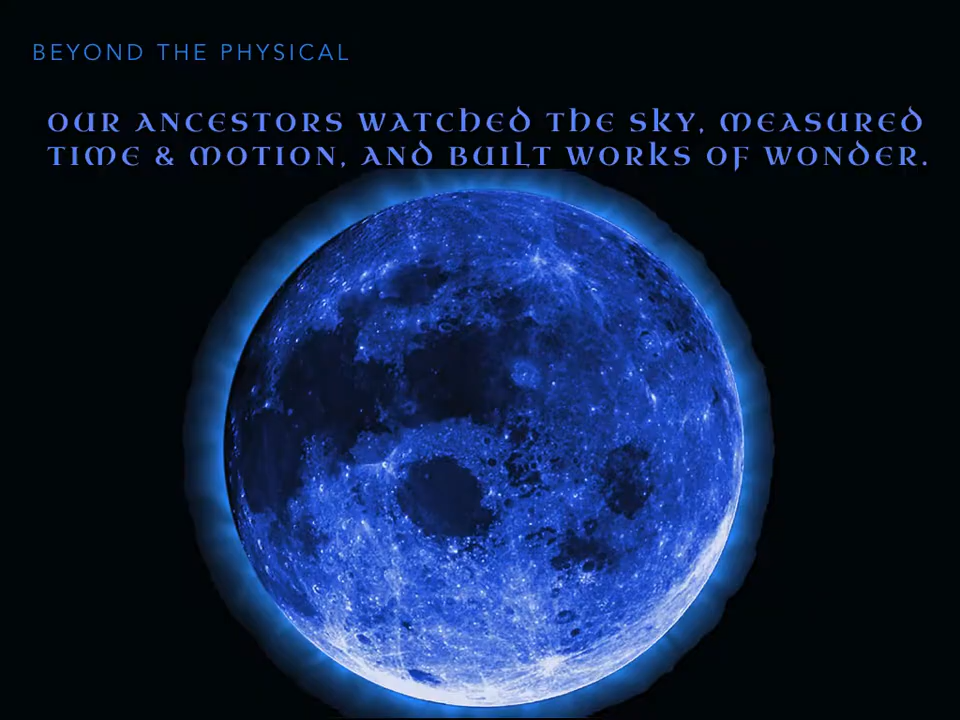 BEYOND THE PHYSICAL
OUR ANCESTORS WATCHED THE SKY, MEASURED
TIME & MOTION, AND BUILT WORKS OF WONDER.